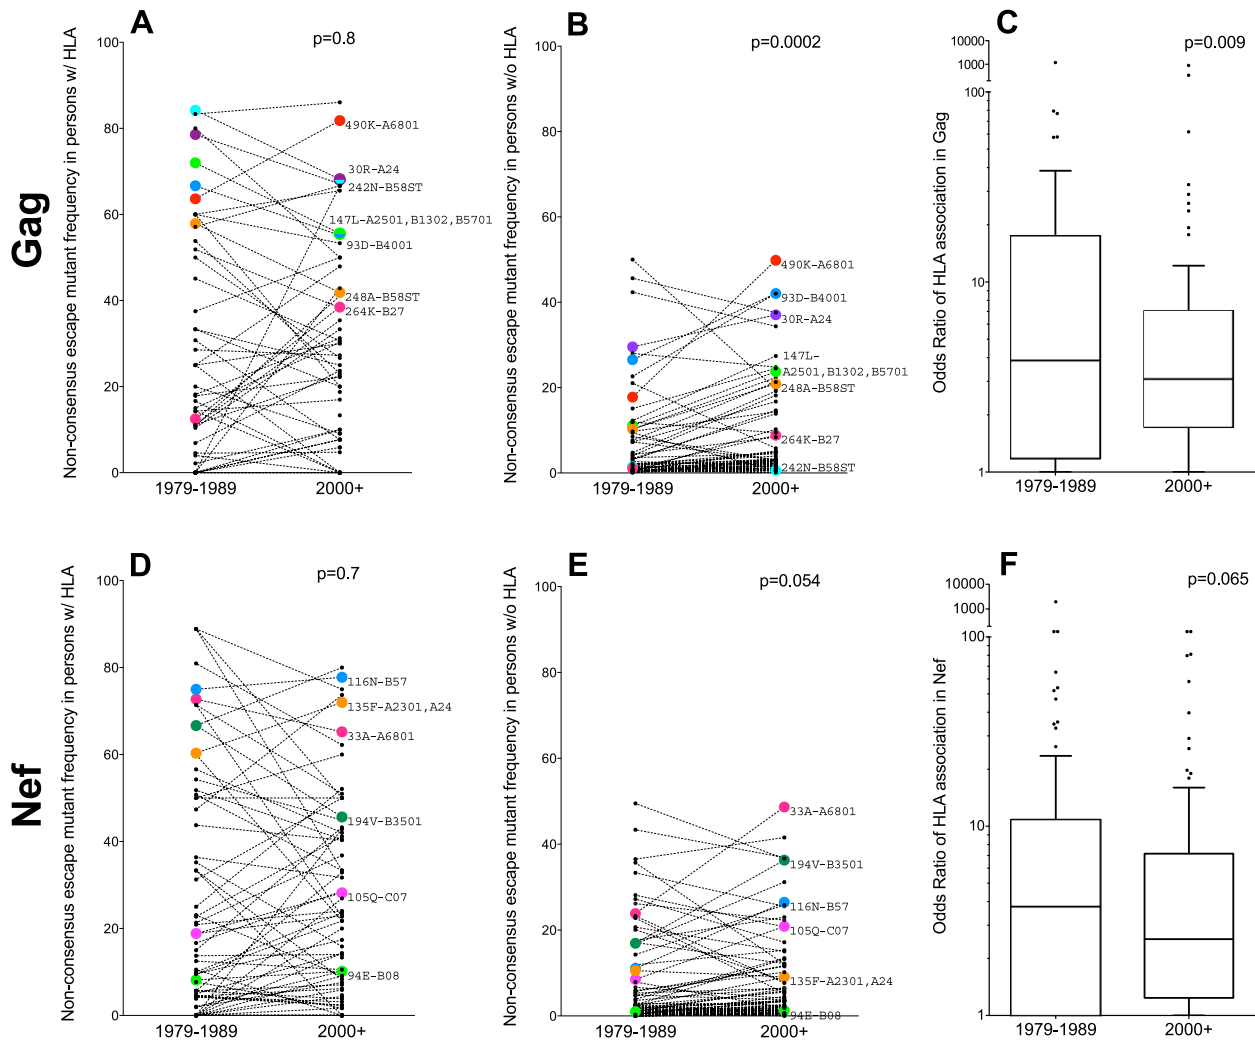 Gag
A
p=0.8
Non-consensus escape mutant frequency in persons w/ HLA
100
80
60
40
20
0
490K-A6801
30R-A24
242N-B58ST
147L-A2501,B1302,B5701
93D-B4001
248A-B58ST
264K-B27
1979-1989
2000+
B
p=0.0002
Non-consensus escape mutant frequency in persons w/o HLA
100
80
60
40
20
0
490K-A6801
93D-B4001
30R-A24
147L-
A2501,B1302,B5701
248A-B58ST
264K-B27
242N-B58ST
1979-1989
2000+
C
p=0.009
Odds Ratio of HLA association in Gag
10000
1000
100
10
1
1979-1989
2000+
Nef
D
p=0.7
Non-consensus escape mutant frequency in persons w/ HLA
100
80
60
40
20
0
116N-B57
135F-A2301,A24
33A-A6801
194V-B3501
105Q-C07
94E-B08
1979-1989
2000+
E
p=0.054
Non-consensus escape mutant frequency in persons w/o HLA
100
80
60
40
20
0
33A-A6801
194V-B3501
116N-B57
105Q-C07
135F-A2301,A24
94E-B08
1979-1989
2000+
F
p=0.065
Odds Ratio of HLA association in Nef
10000
1000
100
10
1
1979-1989
2000+